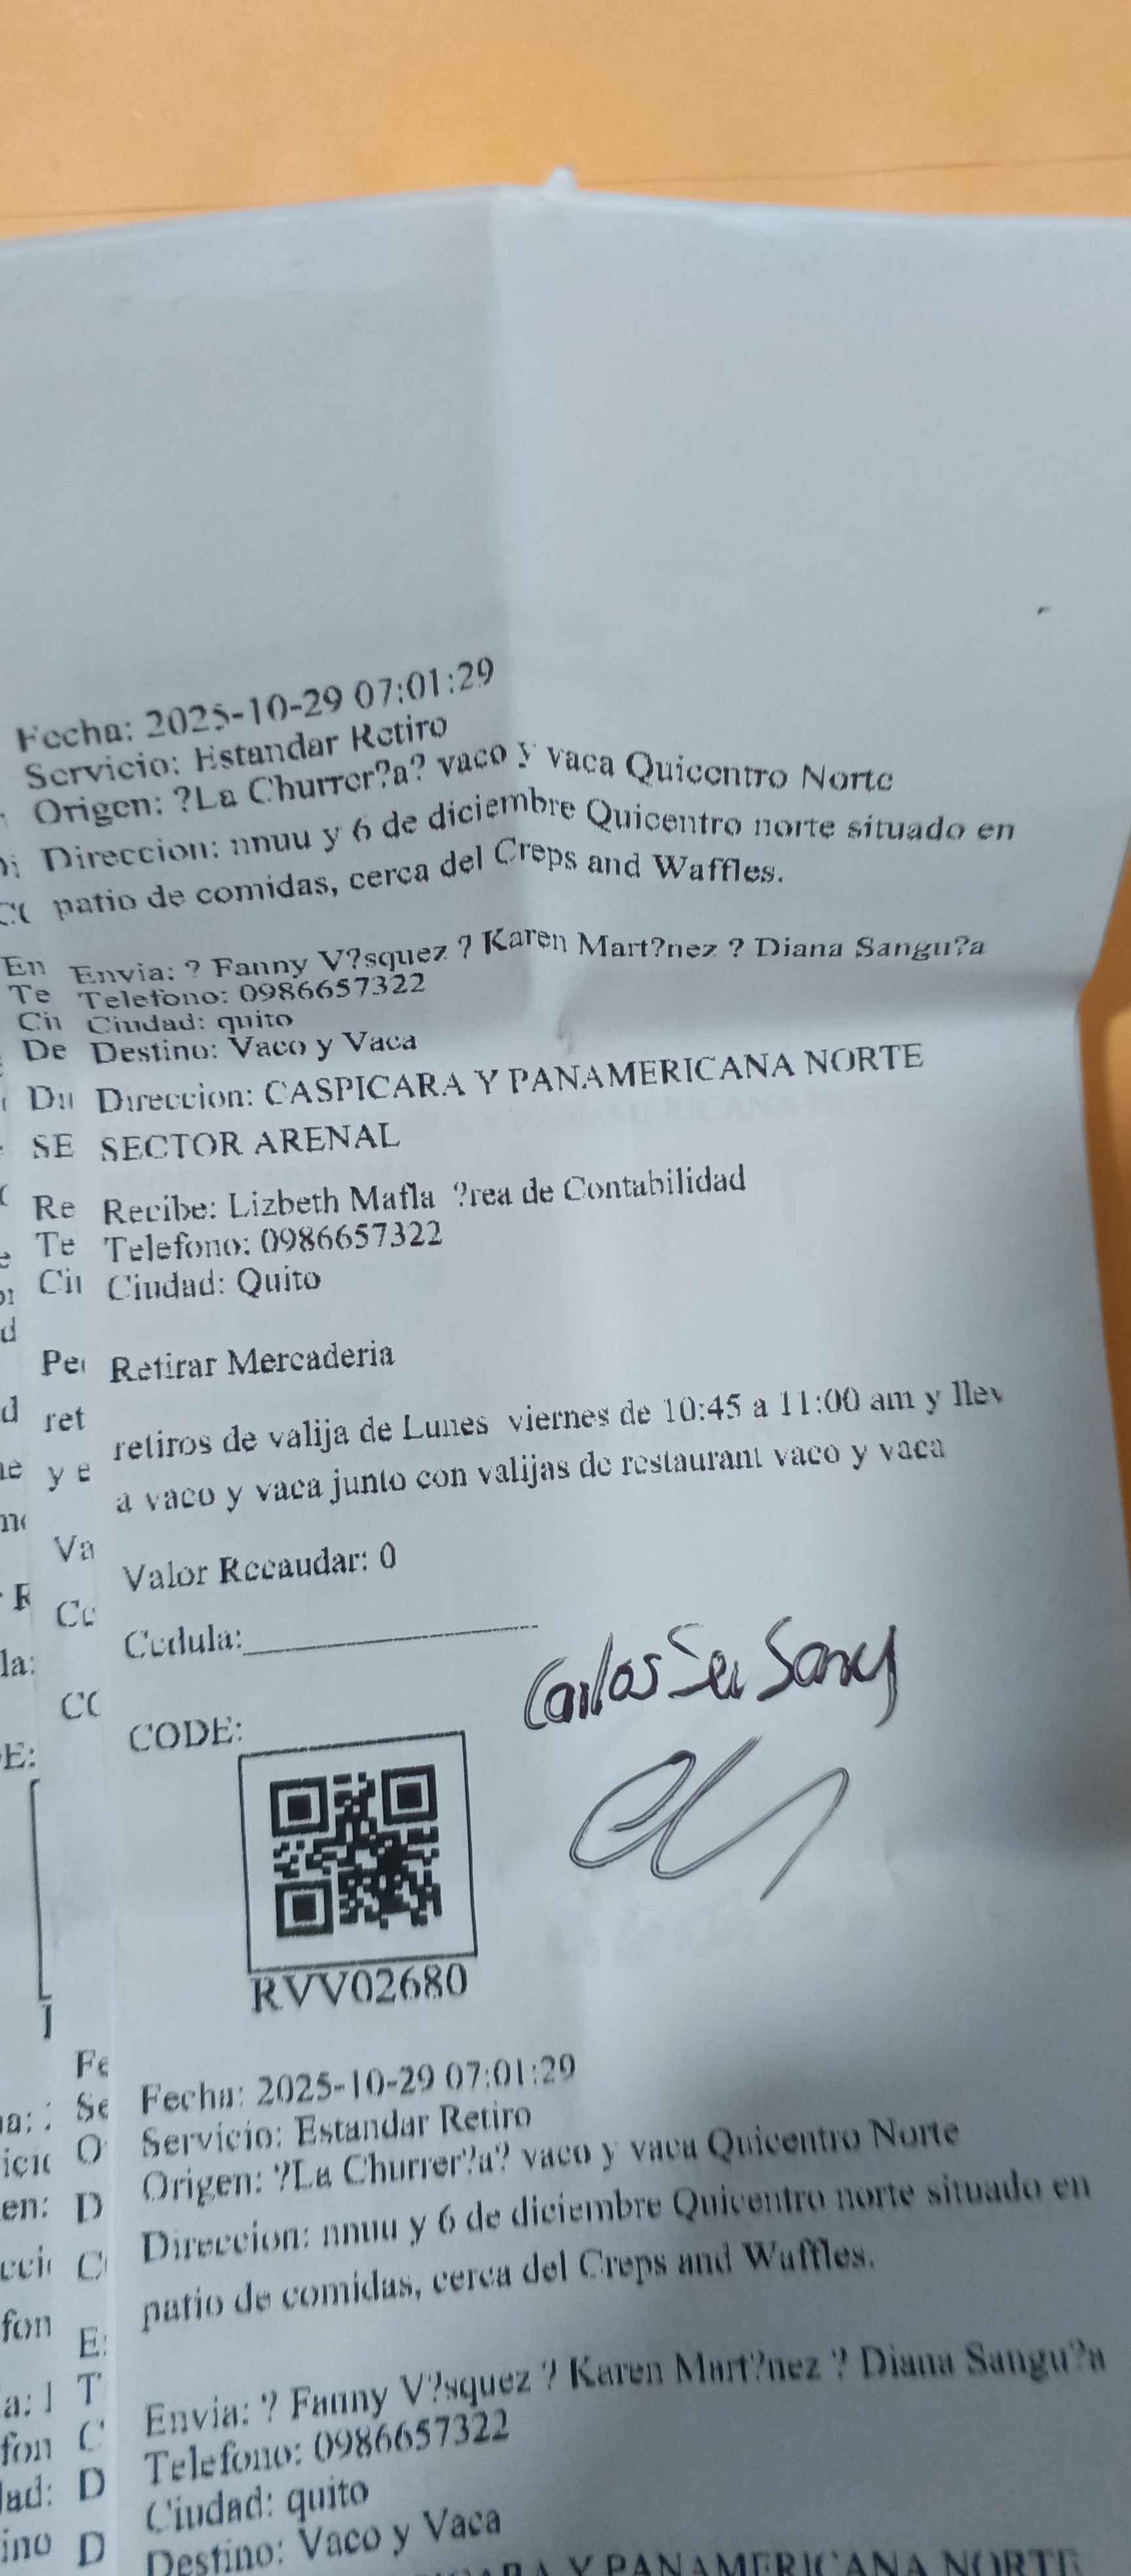 Fecha: 2025-10-29 07:01:29
Servicio: Estandar Retiro
Origen: ?La Churrer?a? vaco y vaca Quicentro Norte
Direccion: nnuu y 6 de diciembre Quicentro norte situado en
patio de comidas, cerca del Creps and Waffles.
Envia: ? Fanny V?squez ? Karen Mart?nez ? Diana Sangu?a
Telefono: 0986657322
Ciudad: quito
Destino: Vaco y Vaca
Direccion: CASPICARA Y PANAMERICANA NORTE
SECTOR ARENAL
Recibe: Lizbeth Mafla ?rea de Contabilidad
Telefono: 0986657322
Ciudad: Quito
Retirar Mercaderia
retiros de valija de Lunes viernes de 10:45 a 11:00 am y llev
a vaco y vaca junto con valijas de restaurant vaco y vaca
Valor Recaudar: 0
Cedula:
Carlos
CODE:
RVV02680
Fecha: 2025-10-29 07:01:29
Servicio: Estandar Retiro
Origen: ?La Churrer?a? vaco y vaca Quicentro Norte
Direccion: nnuu y 6 de diciembre Quicentro norte situado en
patio de comidas, cerca del Creps and Waffles.
Envia: ? Fanny V?squez ? Karen Mart?nez ? Diana Sangu?a
Telefono: 0986657322
Ciudad: quito
Destino: Vaco y Vaca
Y PANAMERICANA NORTE